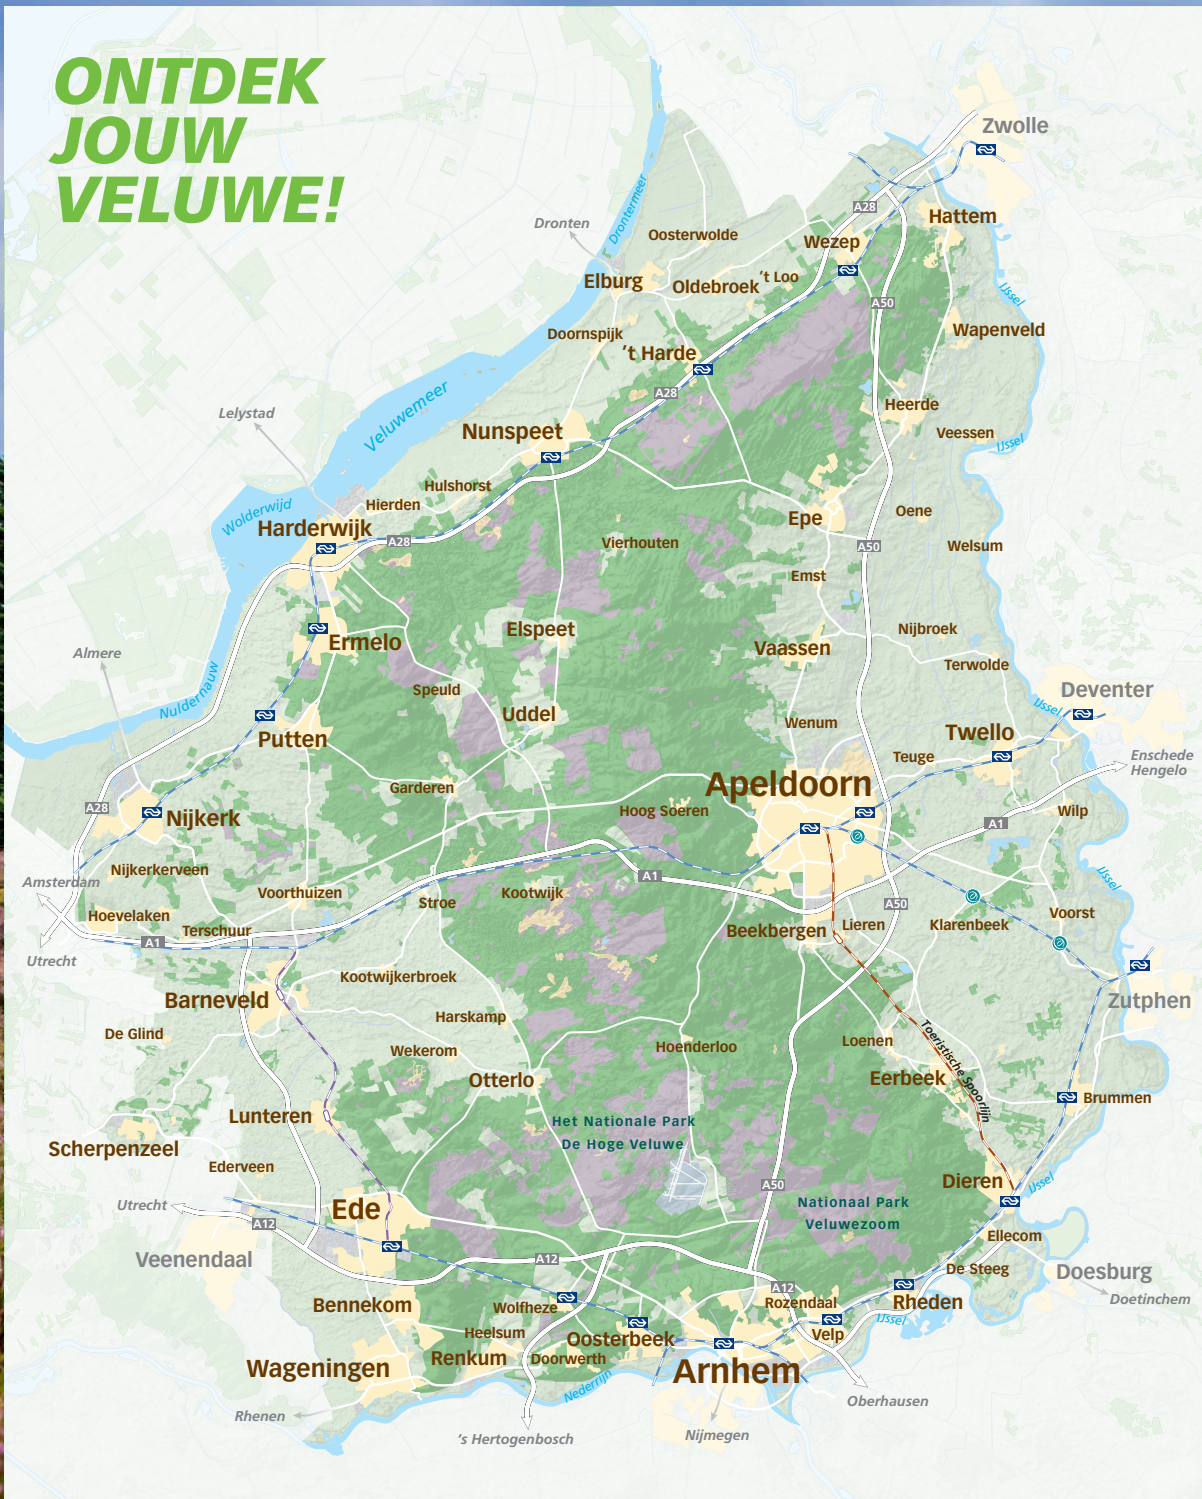 ONTDEK
JOUW
VELUWE!
Zwolle
A28
Hattem
Dronten
Drontermeer
Oosterwolde
Wezep
Elburg
Oldebroek
't Loo
IJssel
A50
Doornspijk
Wapenveld
't Harde
A28
Lelystad
Veluwemeer
Heerde
Nunspeet
Veessen
IJssel
Hulshorst
Hierden
Wolderwijd
Harderwijk
Epe
Oene
A28
Vierhouten
A50
Welsum
Emst
Ermelo
Elspeet
Nijbroek
Almere
Vaassen
Terwolde
Nuldernauw
Speuld
Deventer
IJssel
Uddel
Wenum
Putten
Twello
Teuge
Enschede
Hengelo
Garderen
Apeldoorn
A28
Nijkerk
Hoog Soeren
Wilp
A1
Nijkerkerveen
Amsterdam
A1
IJssel
Voorthuizen
Kootwijk
Stroe
A50
Hoevelaken
Voorst
Terschuur
Beekbergen
Lieren
Klarenbeek
A1
Utrecht
Kootwijkerbroek
Barneveld
Zutphen
Harskamp
De Glind
Loenen
Toeristische Spoorlijn
Wekerom
Hoenderloo
Otterlo
Eerbeek
Brummen
Lunteren
Het Nationale Park
De Hoge Veluwe
Scherpenzeel
Ederveen
Dieren
IJssel
A50
Utrecht
Ede
Nationaal Park
Veluwezoom
A12
Ellecom
Veenendaal
A12
De Steeg
Doesburg
A12
Doetinchem
Bennekom
Wolfheze
Rozendaal
Rheden
IJssel
Heelsum
Oosterbeek
Velp
Renkum
Doorwerth
Wageningen
Arnhem
Nederrijn
Oberhausen
Rhenen
's Hertogenbosch
Nijmegen